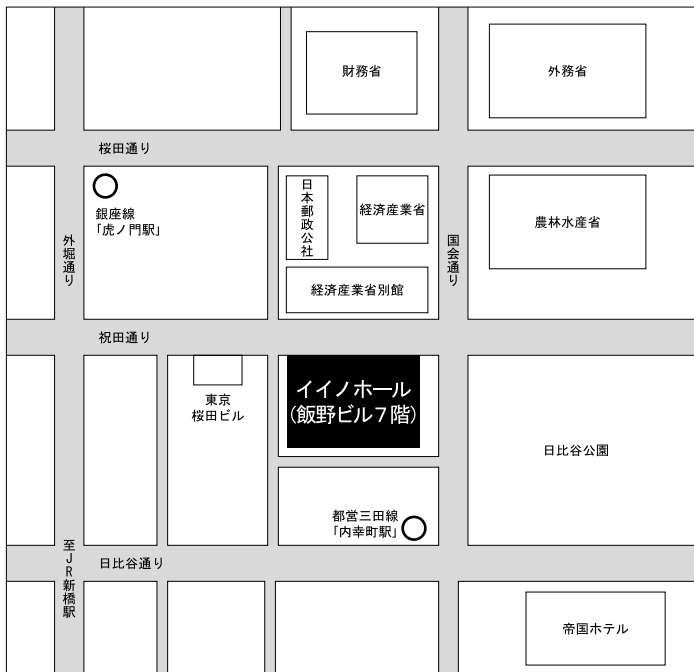 財務省
外務省
桜田通り
銀座線
「虎ノ門駅」
日本郵政公社
経済産業省
経済産業省別館
農林水産省
外堀通り
国会通り
祝田通り
東京
桜田ビル
イイノホール
(飯野ビル7階)
日比谷公園
都営三田線
「内幸町駅」
至JR新橋駅
日比谷通り
帝国ホテル